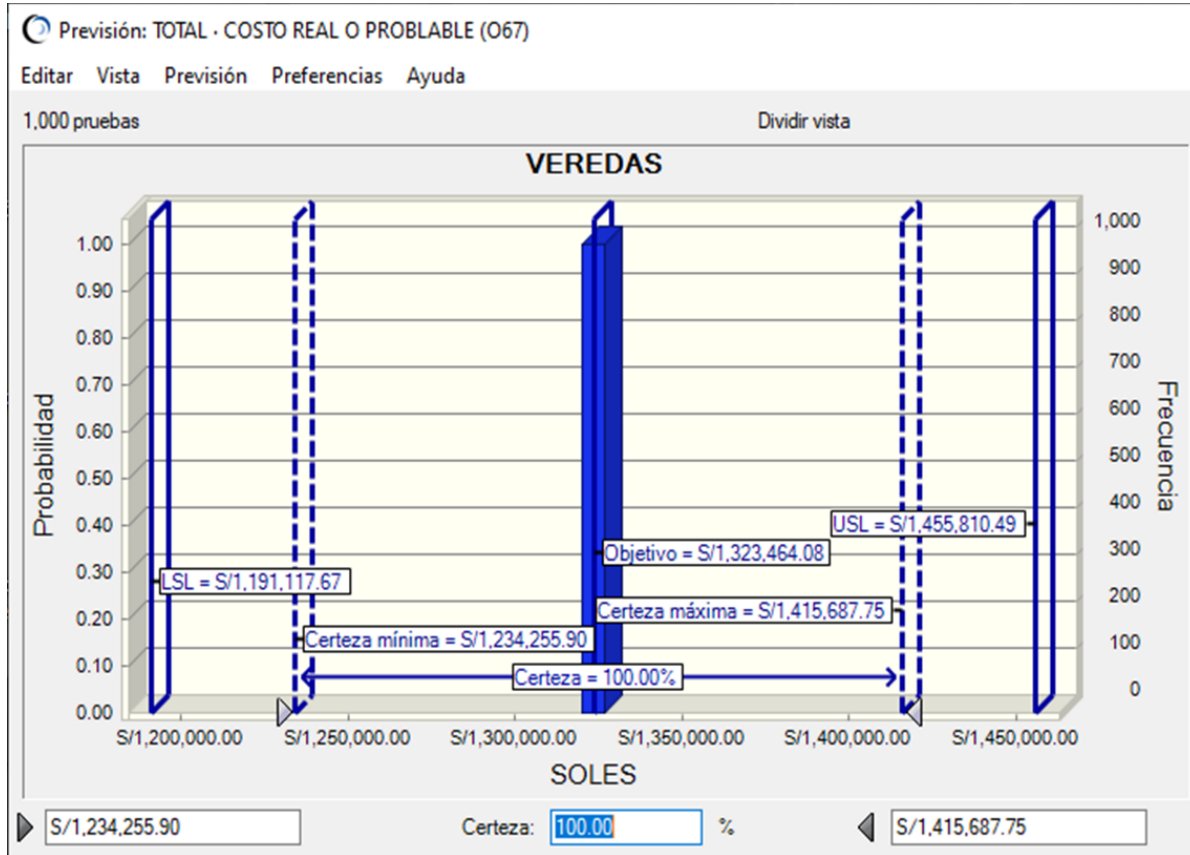 Previsión: TOTAL - COSTO REAL O PROBLABLE (O67)
Editar Vista Previsión Preferencias Ayuda
1,000 pruebas Dividir vista
VEREDAS
Probabilidad
1.00
0.90
0.80
0.70
0.60
0.50
0.40
0.30
0.20
0.10
0.00
1,000
900
800
700
600
500
400
300
200
100
0
Frecuencia
USL = S/1,455,810.49
Objetivo = S/1,323,464.08
LSL = S/1,191,117.67
Certeza máxima = S/1,415,687.75
Certeza mínima = S/1,234,255.90
Certeza = 100.00%
S/1,200,000.00 S/1,250,000.00 S/1,300,000.00 S/1,350,000.00 S/1,400,000.00 S/1,450,000.00
SOLES
S/1,234,255.90 Certeza: 100.00 % S/1,415,687.75